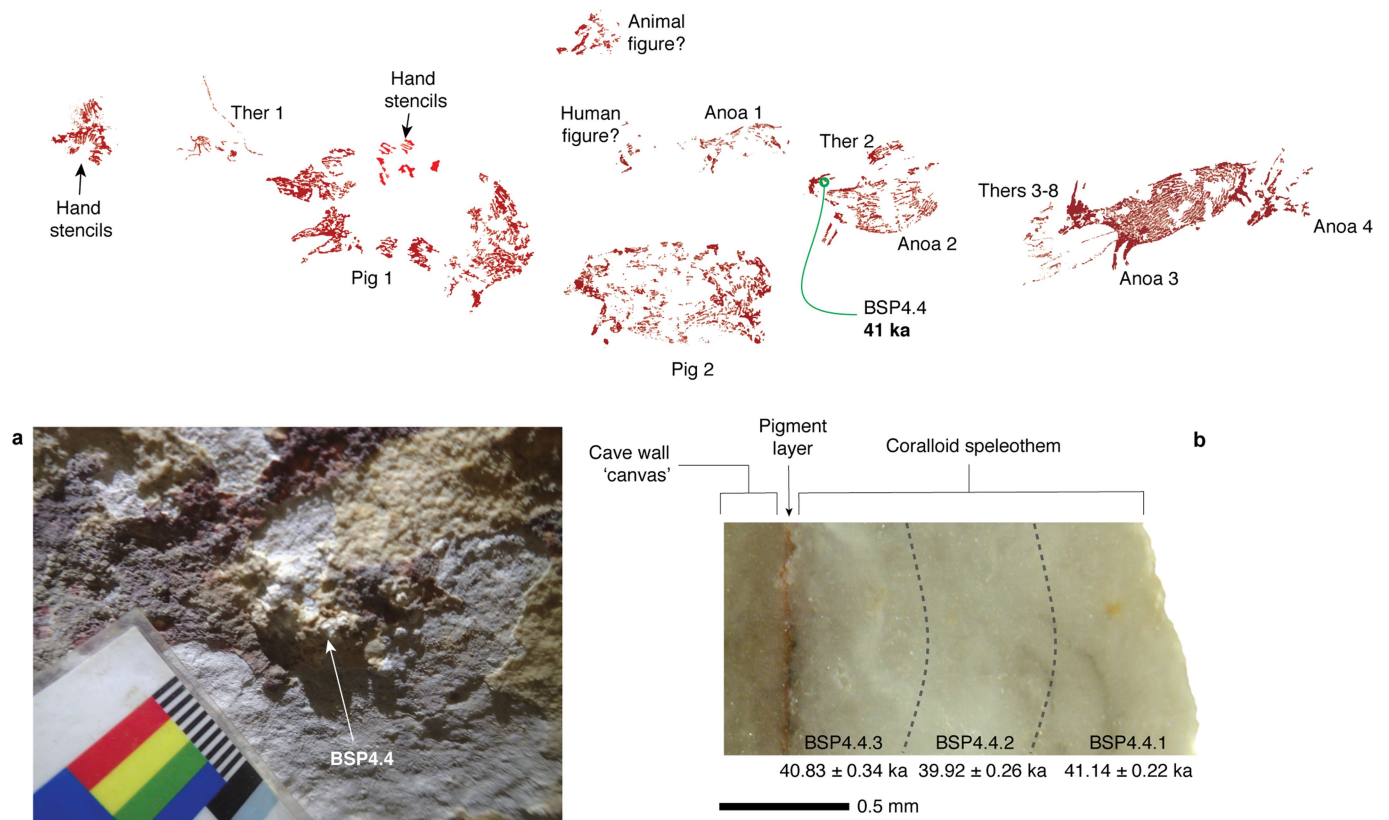 Animal
figure?
Hand
stencils
Ther 1
Human
figure?
Anoa 1
Ther 2
Thers 3-8
Hand
stencils
Anoa 2
Anoa 4
Pig 1
Anoa 3
BSP4.4
41 ka
Pig 2
a
BSP4.4
b
Pigment
layer
Cave wall
‘canvas’
Coralloid speleothem
BSP4.4.3 BSP4.4.2 BSP4.4.1
40.83 ± 0.34 ka 39.92 ± 0.26 ka 41.14 ± 0.22 ka
0.5 mm